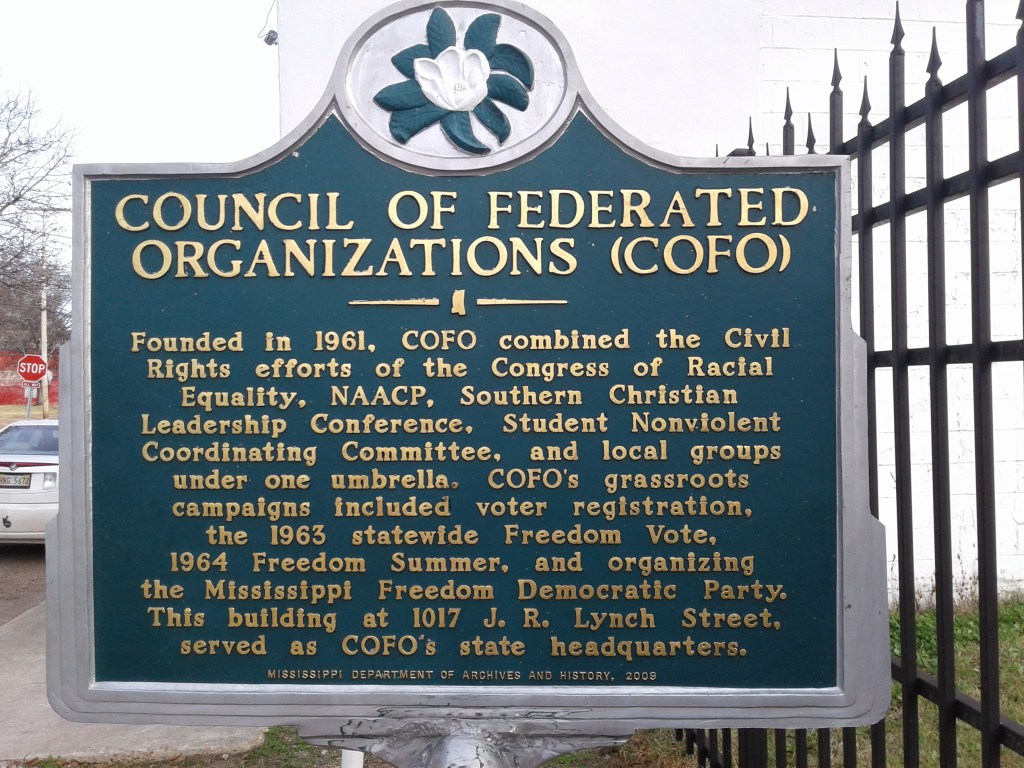 COUNCIL OF FEDERATED
ORGANIZATIONS (COFO)
Founded in 1961, COFO combined the Civil
Rights efforts of the Congress of Racial
Equality, NAACP, Southern Christian
Leadership Conference, Student Nonviolent
Coordinating Committee, and local groups
under one umbrella. COFO's grassroots
campaigns included voter registration,
the 1963 statewide Freedom Vote,
1964 Freedom Summer, and organizing
the Mississippi Freedom Democratic Party.
This building at 1017 J. R. Lynch Street,
served as COFO's state headquarters.
MISSISSIPPI DEPARTMENT OF ARCHIVES AND HISTORY, 2009
STOP
ALL WAY